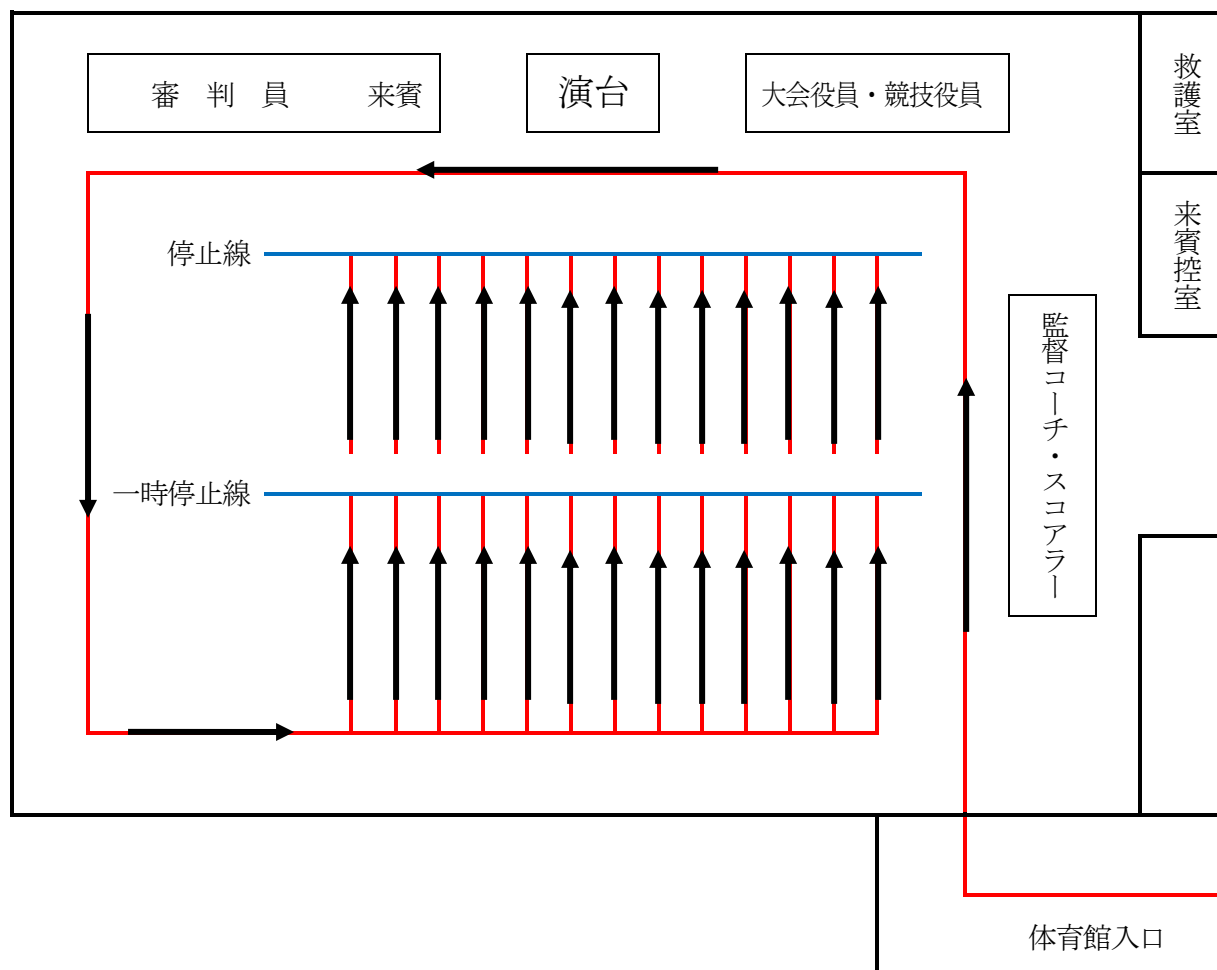 審　判　員　　　来賓
演台
大会役員・競技役員
救護室
来賓控室
停止線
監督コーチ・スコアラー
一時停止線
体育館入口